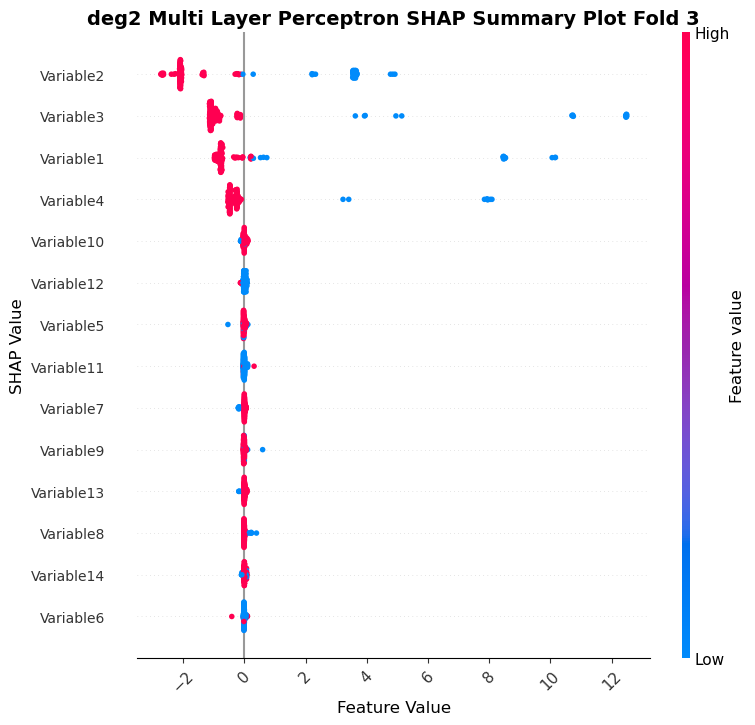 deg2 Multi Layer Perceptron SHAP Summary Plot Fold 3
High
Variable2
Variable3
Variable1
Variable4
Variable10
Variable12
Variable5
Variable11
Variable7
Variable9
Variable13
Variable8
Variable14
Variable6
SHAP Value
Feature value
Low
−2
0
2
4
6
8
10
12
Feature Value